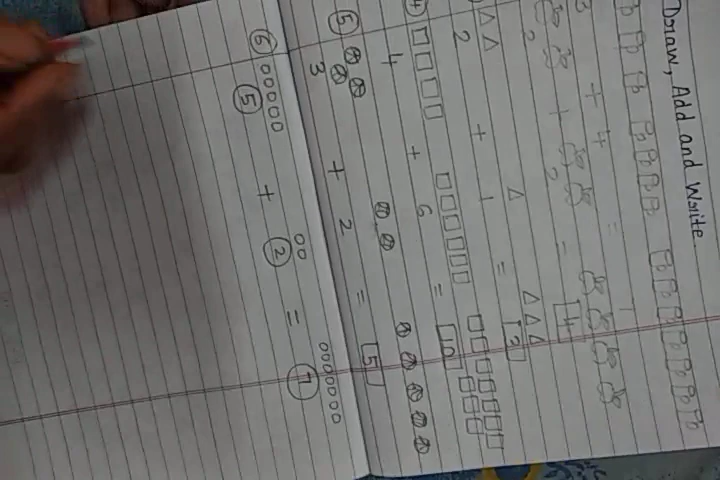 Draw, Add and Write
3 + 4 =
2 + 2 = 4
2 + 1 = 3
4 + 6 = 10
⑤
3 + 2 = 5
⑥
5 + 2 = 7